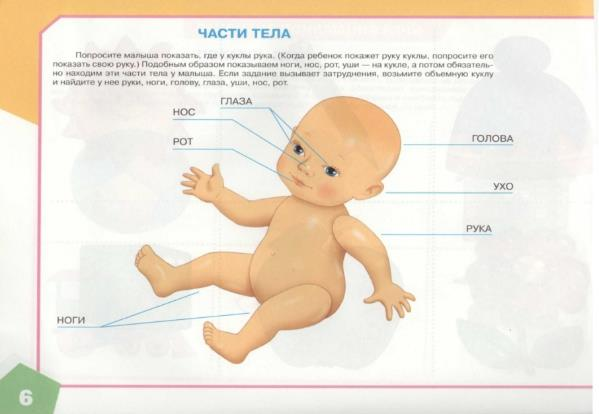 ЧАСТИ ТЕЛА
Попросите малыша показать, где у куклы рука. (Когда ребенок покажет руку куклы, попросите его
показать свою руку.) Подобным образом показываем ноги, нос, рот, уши — на кукле, а потом обязатель-
но находим эти части тела у малыша. Если задание вызывает затруднения, возьмите объемную куклу
и найдите у нее руки, ноги, голову, глаза, уши, нос, рот.
ГЛАЗА
НОС
РОТ
ГОЛОВА
УХО
РУКА
НОГИ
6